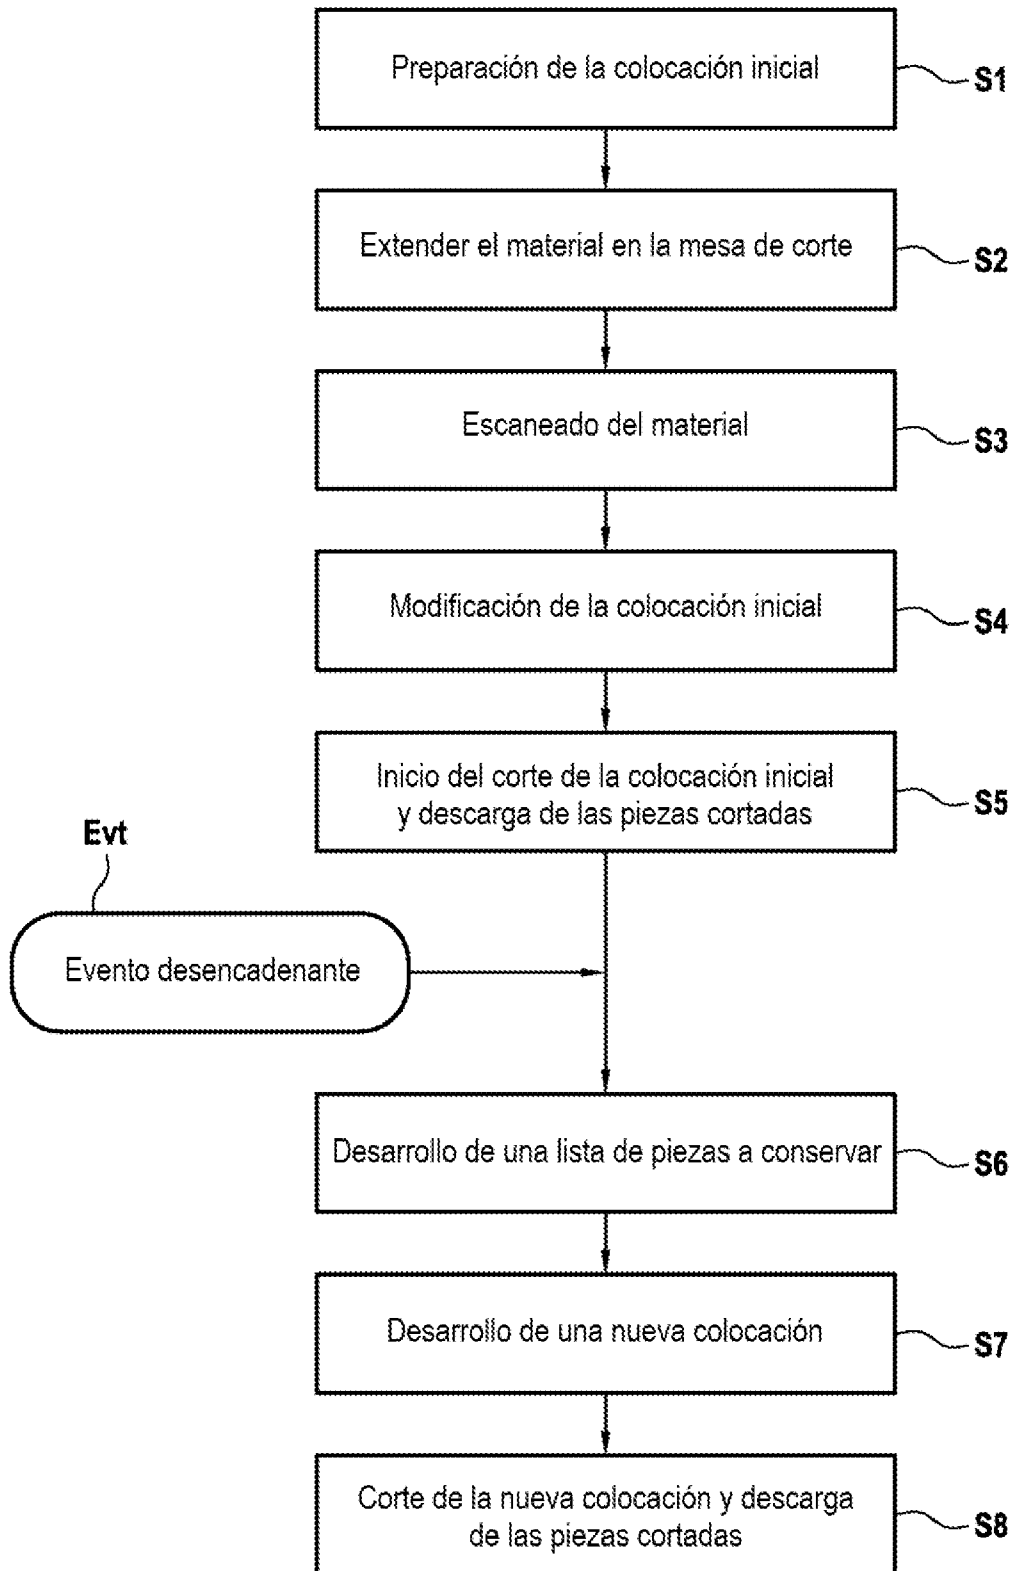 Preparación de la colocación inicial
S1
Extender el material en la mesa de corte
S2
Escaneado del material
S3
Modificación de la colocación inicial
S4
Inicio del corte de la colocación inicial
y descarga de las piezas cortadas
S5
Evt
Evento desencadenante
Desarrollo de una lista de piezas a conservar
S6
Desarrollo de una nueva colocación
S7
Corte de la nueva colocación y descarga
de las piezas cortadas
S8